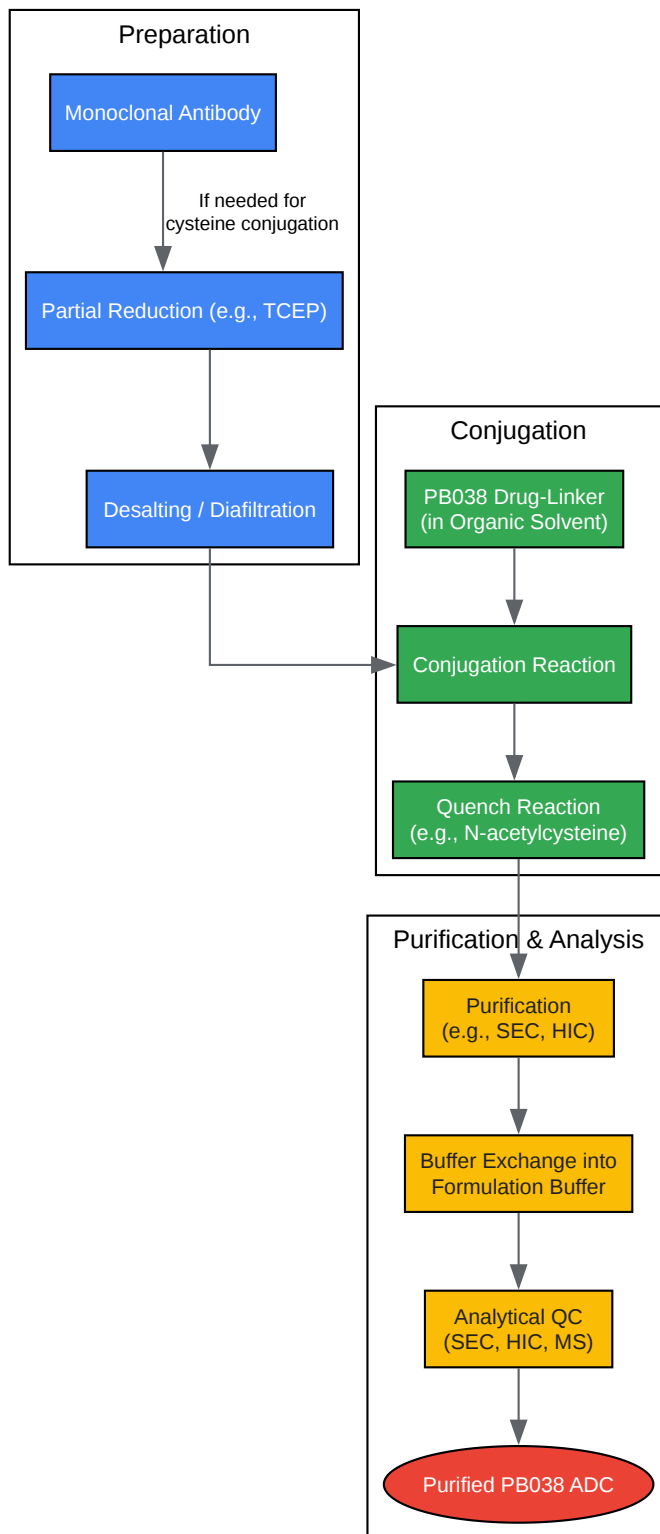 Preparation
Monoclonal Antibody
If needed for
cysteine conjugation
Partial Reduction (e.g., TCEP)
Desalting / Diafiltration
Conjugation
PB038 Drug-Linker
(in Organic Solvent)
Conjugation Reaction
Quench Reaction
(e.g., N-acetylcysteine)
Purification & Analysis
Purification
(e.g., SEC, HIC)
Buffer Exchange into
Formulation Buffer
Analytical QC
(SEC, HIC, MS)
Purified PB038 ADC